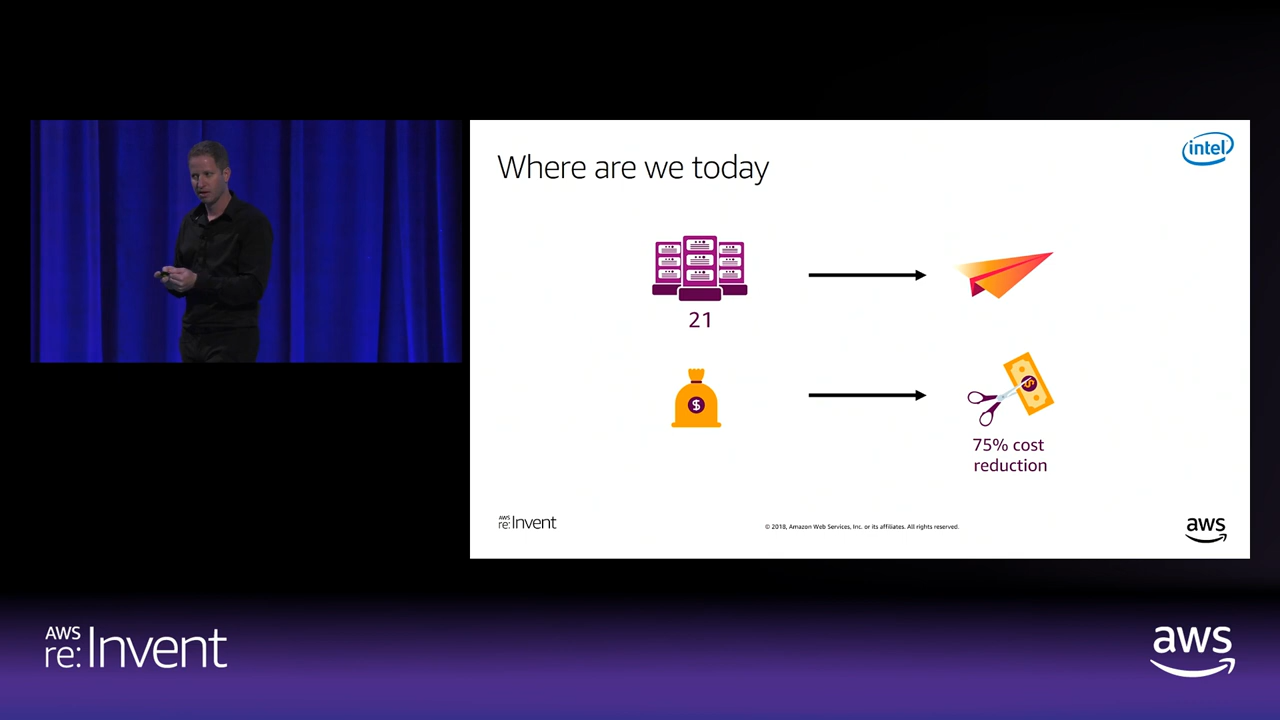 Where are we today
intel
21
$
$
75% cost
reduction
AWS
re:Invent
© 2018, Amazon Web Services, Inc. or its affiliates. All rights reserved.
aws
AWS
re:Invent
aws